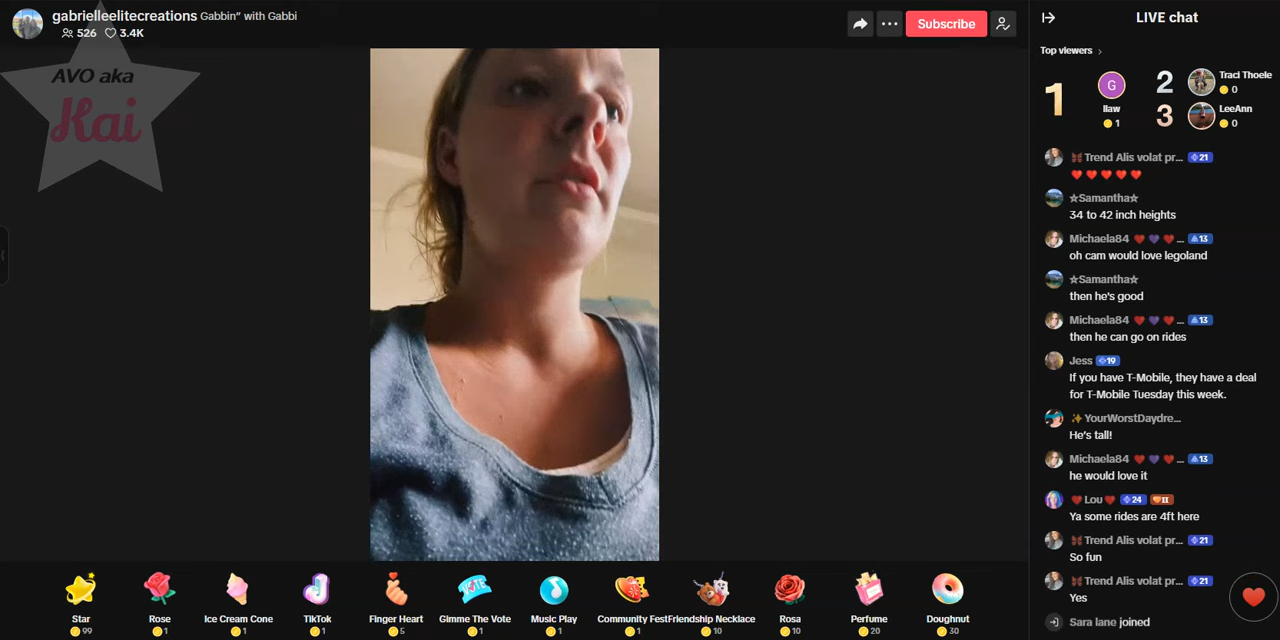 gabrielleelitecreations Gabbin" with Gabbi
526 3.4K
Subscribe
AVO aka
Kai
LIVE chat
Top viewers >
1
G
llaw
1
2
Traci Thoele
0
3
LeeAnn
0
Trend Alis volat pr... 21
☆Samantha☆
34 to 42 inch heights
Michaela84 ... 13
oh cam would love legoland
☆Samantha☆
then he's good
Michaela84 ... 13
then he can go on rides
Jess 19
If you have T-Mobile, they have a deal
for T-Mobile Tuesday this week.
YourWorstDaydre...
He's tall!
Michaela84 ... 13
he would love it
Lou 24 II
Ya some rides are 4ft here
Trend Alis volat pr... 21
So fun
Trend Alis volat pr... 21
Yes
Sara lane joined
VOTE
Star Rose Ice Cream Cone TikTok Finger Heart Gimme The Vote Music Play Community Fest Friendship Necklace Rosa Perfume Doughnut
99 1 1 1 5 1 1 1 10 10 20 30